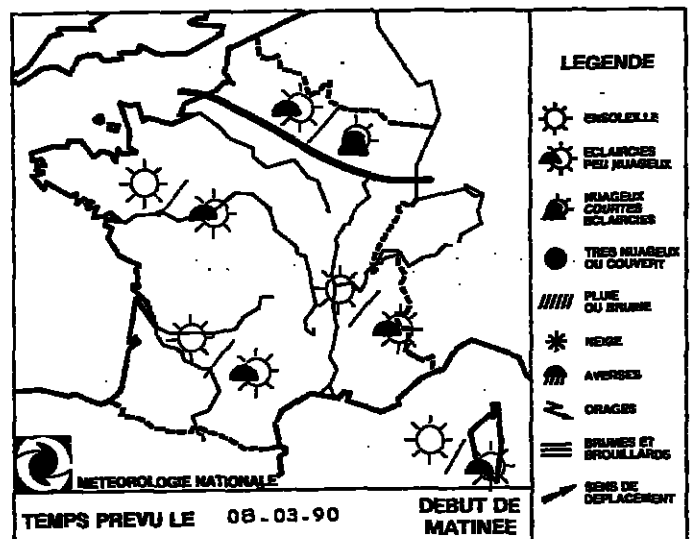 LEGENDE
ENSOLEILLE
ECLAIRCIES
PEU NUAGEUX
NUAGEUX
COURTES
ECLAIRCIES
TRES NUAGEUX
OU COUVERT
PLUIE
OU BRUINE
NEIGE
AVERSES
ORAGES
BRUMES ET
BROUILLARDS
SENS DE
DEPLACEMENT
METEOROLOGIE NATIONALE
TEMPS PREVU LE 08-03-90
DEBUT DE
MATINEE